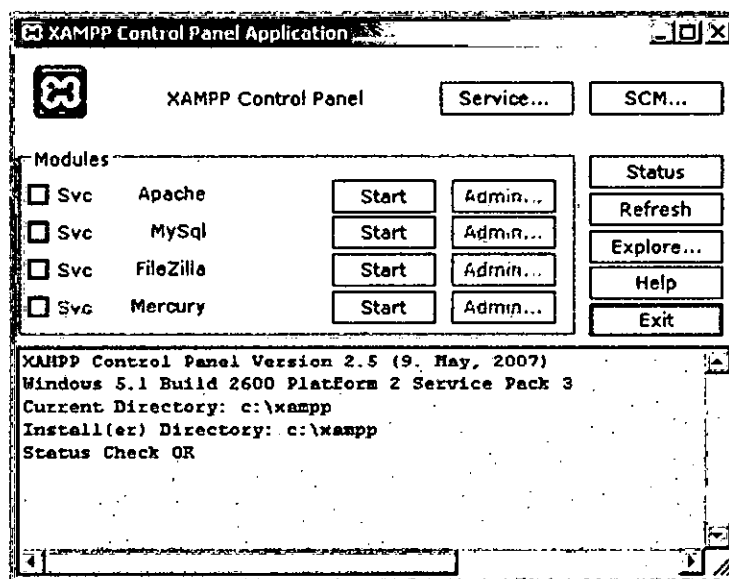 XAMPP Control Panel Application
XAMPP Control Panel Service... SCM...
Modules
Svc Apache Start Admin...
Svc MySql Start Admin...
Svc FileZilla Start Admin...
Svc Mercury Start Admin...
Status
Refresh
Explore...
Help
Exit
XAMPP Control Panel Version 2.5 (9. May, 2007)
Windows 5.1 Build 2600 Platform 2 Service Pack 3
Current Directory: c:\xampp
Install(er) Directory: c:\xampp
Status Check OK